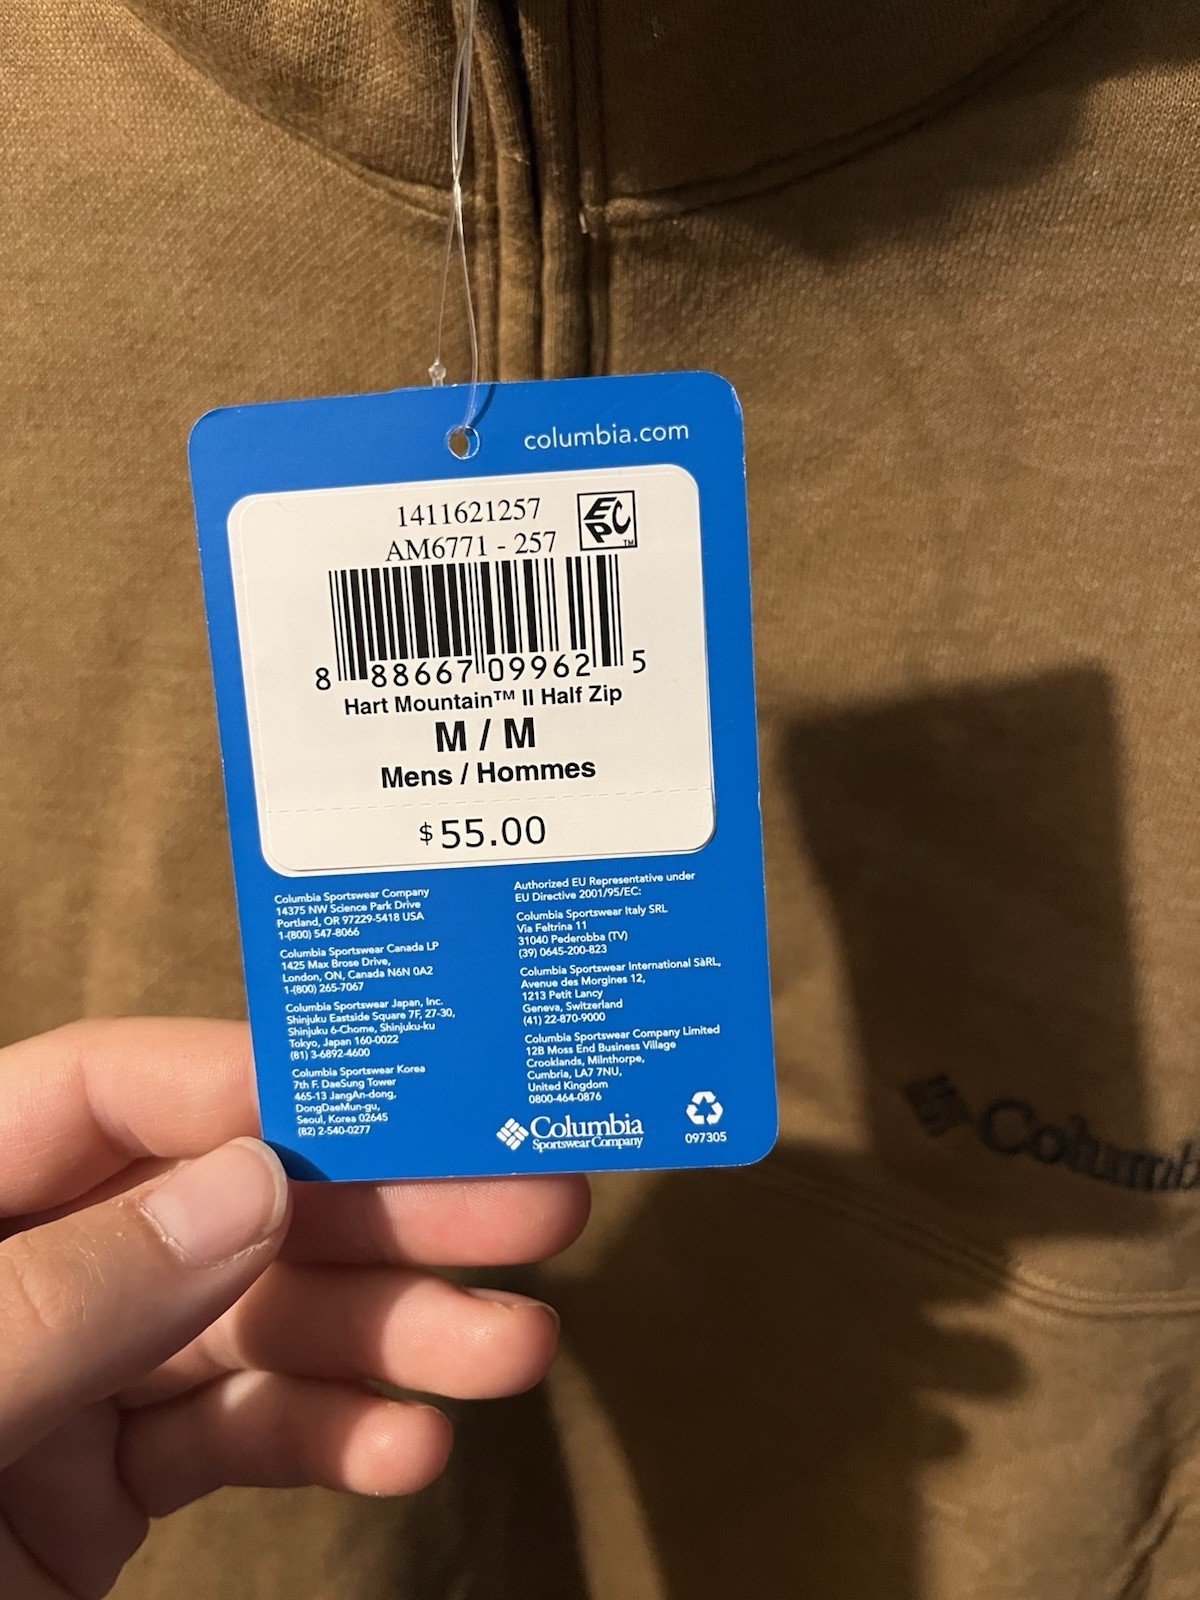 columbia.com
1411621257
AM6771 - 257
EPC™
8 88667 09962 5
Hart Mountain™ II Half Zip
M / M
Mens / Hommes
$55.00
Columbia Sportswear Company
14375 NW Science Park Drive
Portland, OR 97229-5418 USA
1-(800) 547-8066
Columbia Sportswear Canada LP
1425 Max Brose Drive,
London, ON, Canada N6N 0A2
1-(800) 265-7067
Columbia Sportswear Japan, Inc.
Shinjuku Eastside Square 7F, 27-30,
Shinjuku 6-Chome, Shinjuku-ku
Tokyo, Japan 160-0022
(81) 3-6892-4600
Columbia Sportswear Korea
7th F. DaeSung Tower
465-13 JangAn-dong,
DongDaeMun-gu,
Seoul, Korea 02645
(82) 2-540-0277
Authorized EU Representative under
EU Directive 2001/95/EC:
Columbia Sportswear Italy SRL
Via Feltrina 11
31040 Pederobba (TV)
(39) 0645-200-823
Columbia Sportswear International SàRL,
Avenue des Morgines 12,
1213 Petit Lancy
Geneva, Switzerland
(41) 22-870-9000
Columbia Sportswear Company Limited
12B Moss End Business Village
Crooklands, Milnthorpe,
Cumbria, LA7 7NU,
United Kingdom
0800-464-0876
Columbia
Sportswear Company
097305
Columb